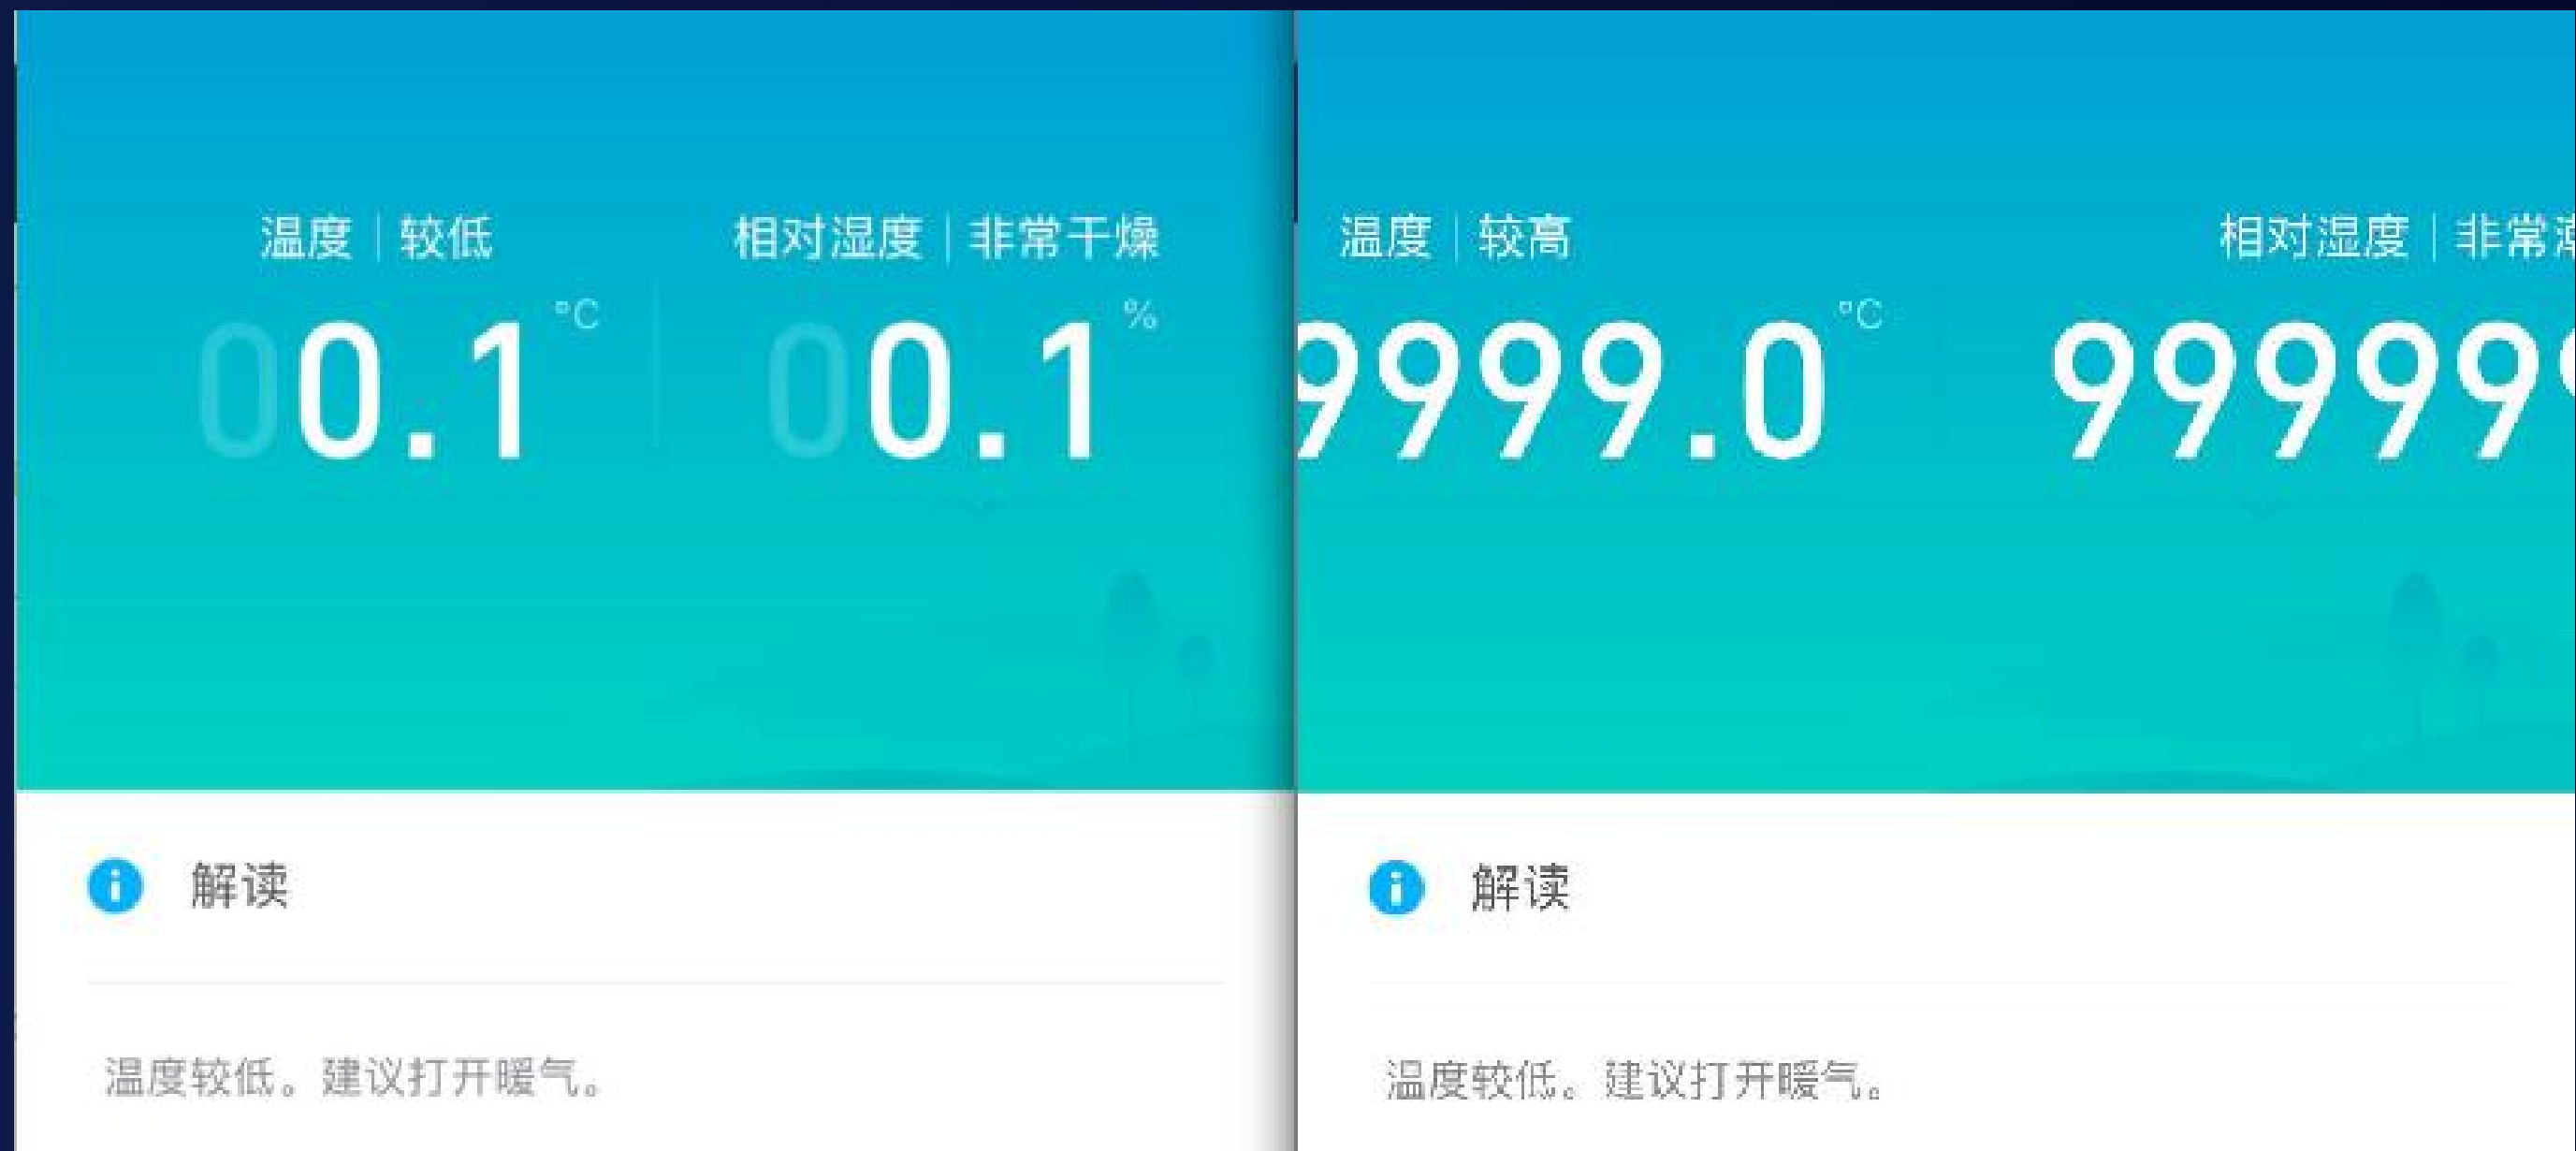 温度 | 较低
相对湿度 | 非常干燥
00.1 °C
00.1 %
解读
温度较低。建议打开暖气。
温度 | 较高
相对湿度 | 非常
9999.0 °C
99999
解读
温度较低。建议打开暖气。